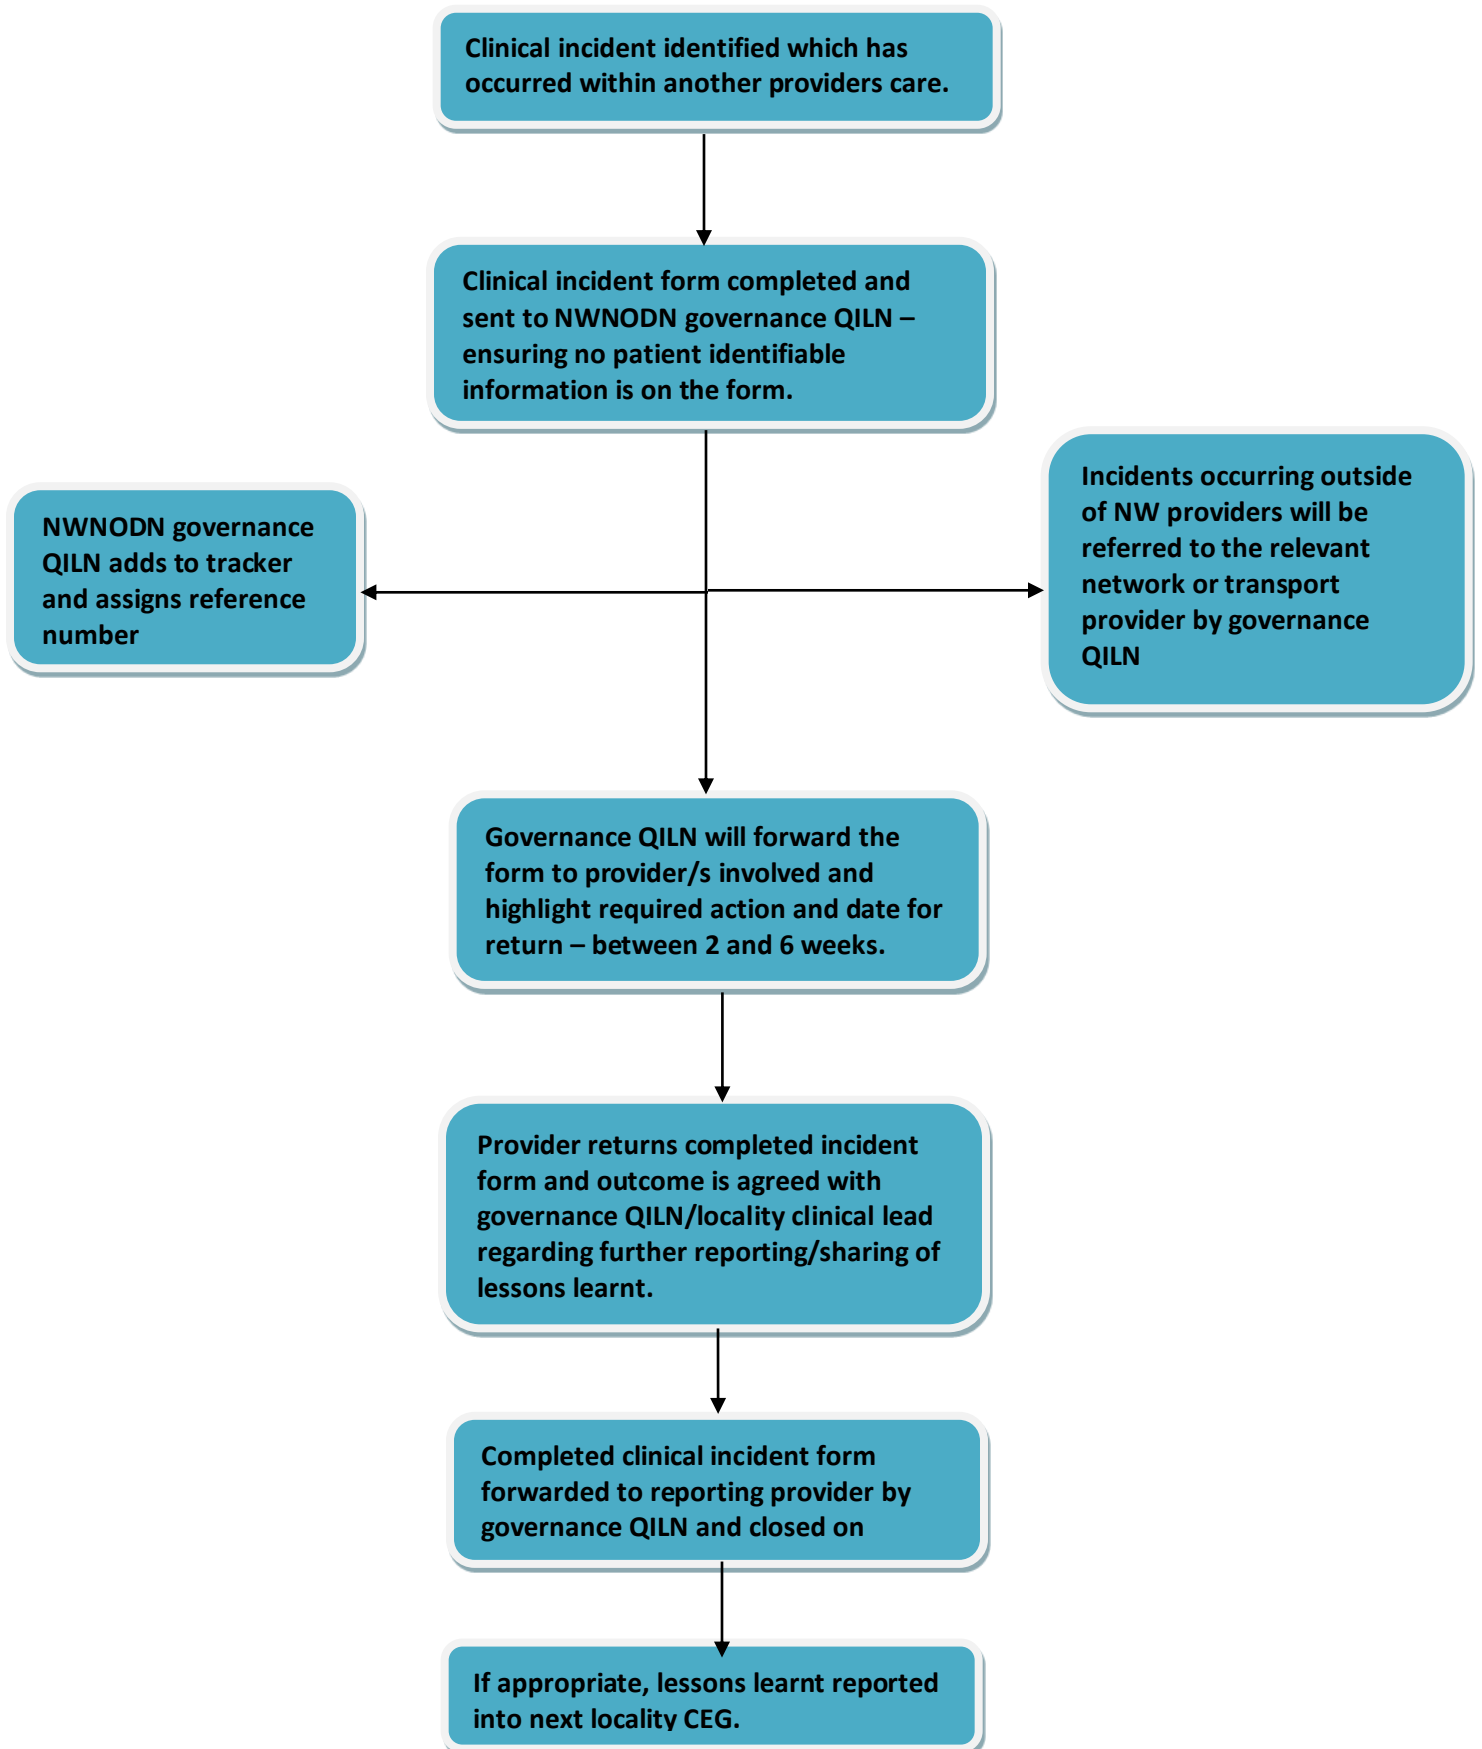 Clinical incident identified which has
occurred within another providers care.
Clinical incident form completed and
sent to NWNODN governance QILN –
ensuring no patient identifiable
information is on the form.
NWNODN governance
QILN adds to tracker
and assigns reference
number
Incidents occurring outside
of NW providers will be
referred to the relevant
network or transport
provider by governance
QILN
Governance QILN will forward the
form to provider/s involved and
highlight required action and date for
return – between 2 and 6 weeks.
Provider returns completed incident
form and outcome is agreed with
governance QILN/locality clinical lead
regarding further reporting/sharing of
lessons learnt.
Completed clinical incident form
forwarded to reporting provider by
governance QILN and closed on
If appropriate, lessons learnt reported
into next locality CEG.